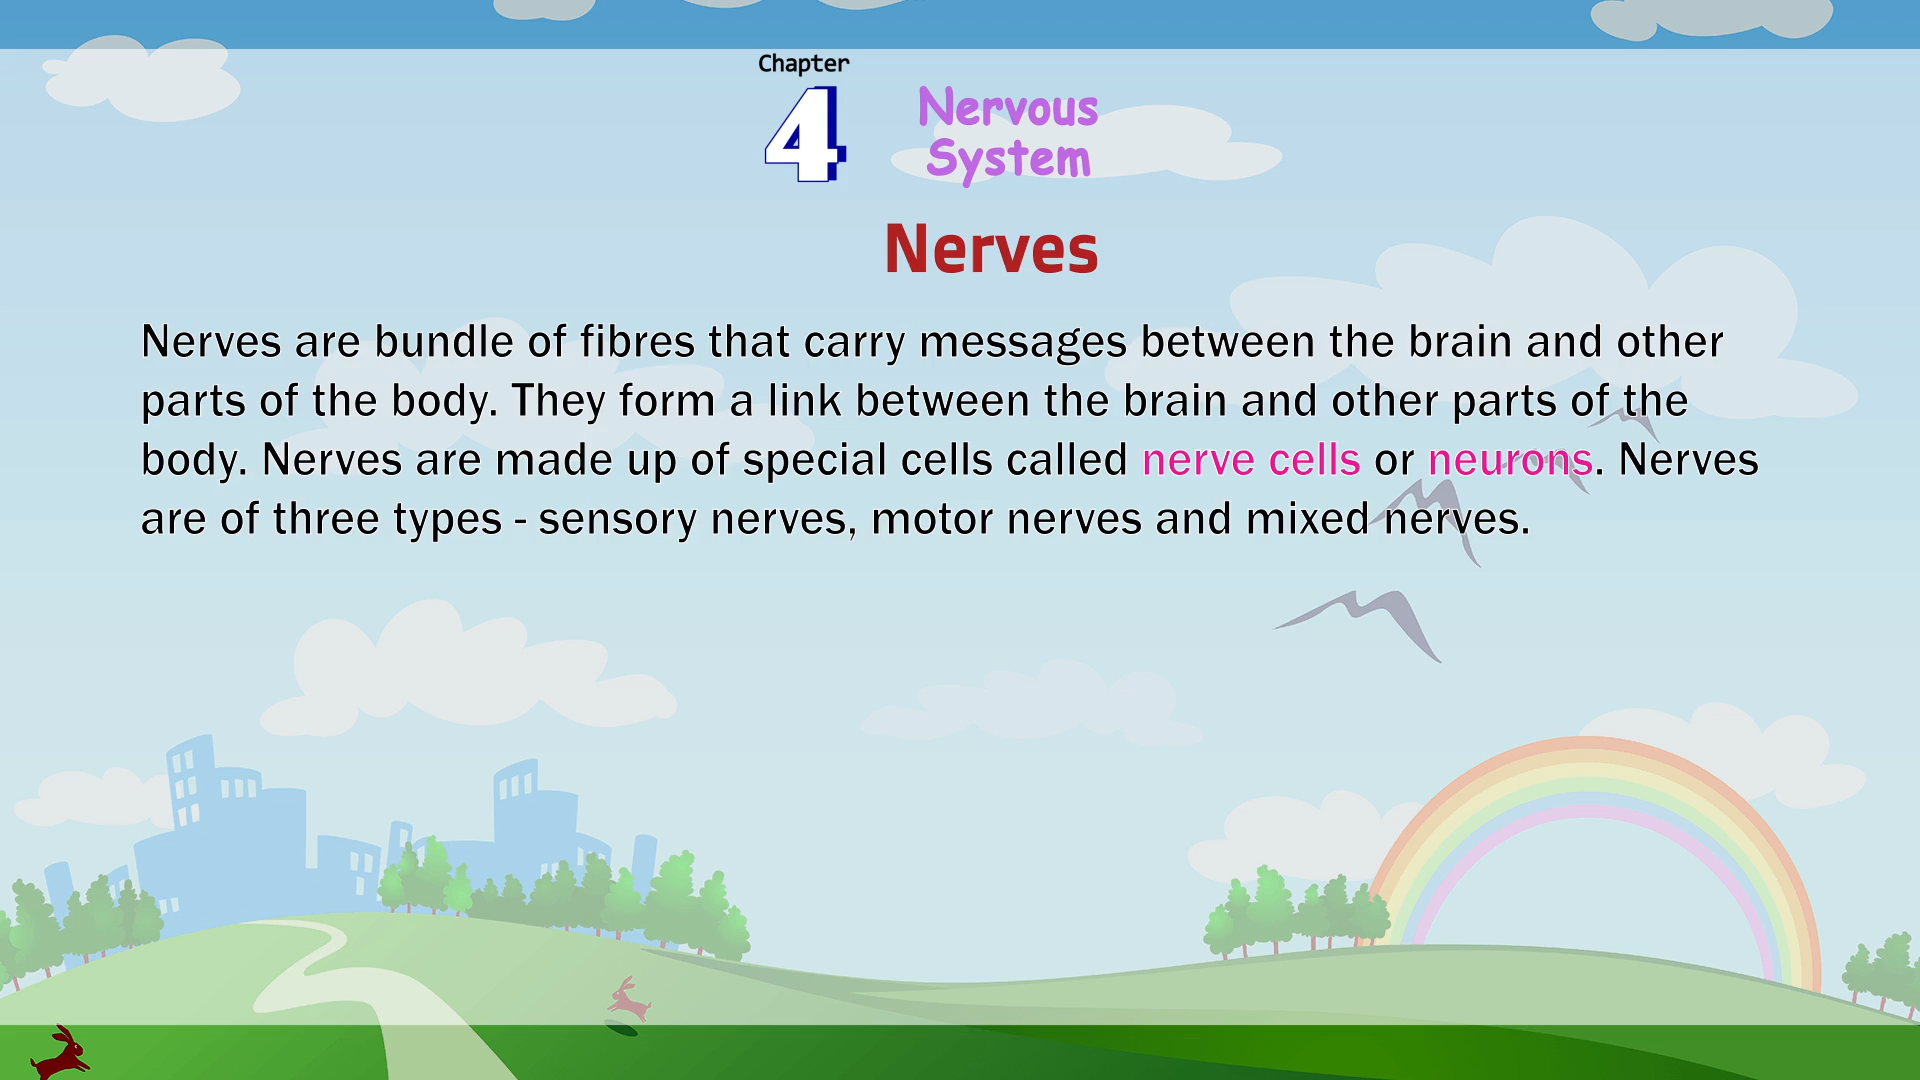 Chapter
4
Nervous
System
Nerves
Nerves are bundle of fibres that carry messages between the brain and other
parts of the body. They form a link between the brain and other parts of the
body. Nerves are made up of special cells called nerve cells or neurons. Nerves
are of three types - sensory nerves, motor nerves and mixed nerves.